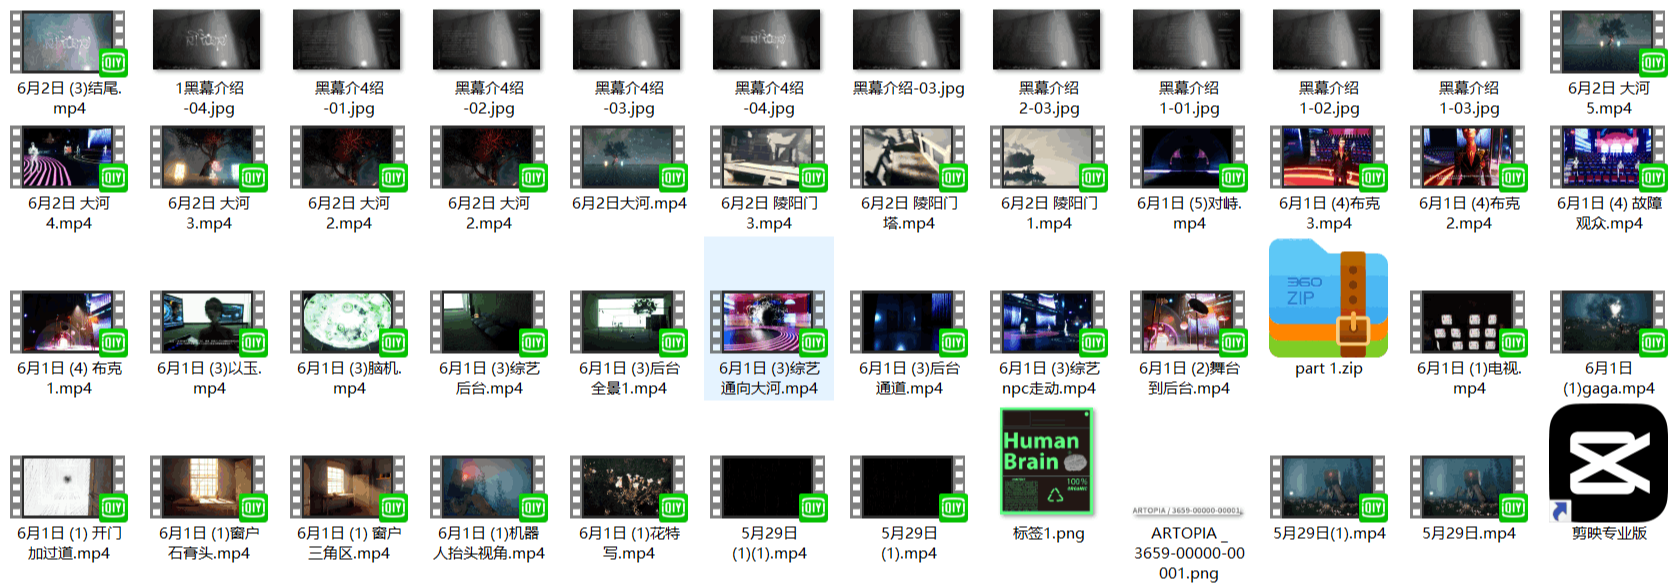 6月2日 (3)结尾.
mp4
1黑幕介绍
-04.jpg
黑幕介4绍
-01.jpg
黑幕介4绍
-02.jpg
黑幕介4绍
-03.jpg
黑幕介4绍
-04.jpg
黑幕介绍-03.jpg
黑幕介绍
2-03.jpg
黑幕介绍
1-01.jpg
黑幕介绍
1-02.jpg
黑幕介绍
1-03.jpg
6月2日 大河
5.mp4
6月2日 大河
4.mp4
6月2日 大河
3.mp4
6月2日 大河
2.mp4
6月2日 大河
2.mp4
6月2日大河.mp4
6月2日 陵阳门
3.mp4
6月2日 陵阳门
塔.mp4
6月2日 陵阳门
1.mp4
6月1日 (5)对峙.
mp4
6月1日 (4)布克
3.mp4
6月1日 (4)布克
2.mp4
6月1日 (4) 故障
观众.mp4
6月1日 (4) 布克
1.mp4
6月1日 (3)以玉.
mp4
6月1日 (3)脑机.
mp4
6月1日 (3)综艺
后台.mp4
6月1日 (3)后台
全景1.mp4
6月1日 (3)综艺
通向大河.mp4
6月1日 (3)后台
通道.mp4
6月1日 (3)综艺
npc走动.mp4
6月1日 (2)舞台
到后台.mp4
360
ZIP
part 1.zip
6月1日 (1)电视.
mp4
6月1日
(1)gaga.mp4
6月1日 (1) 开门
加过道.mp4
6月1日 (1)窗户
石膏头.mp4
6月1日 (1) 窗户
三角区.mp4
6月1日 (1)机器
人抬头视角.mp4
6月1日 (1)花特
写.mp4
5月29日
(1)(1).mp4
5月29日
(1).mp4
Human
Brain
100%
ORGANIC
标签1.png
ARTOPIA / 3659-00000-00001
ARTOPIA _
3659-00000-00
001.png
5月29日(1).mp4
5月29日.mp4
剪映专业版